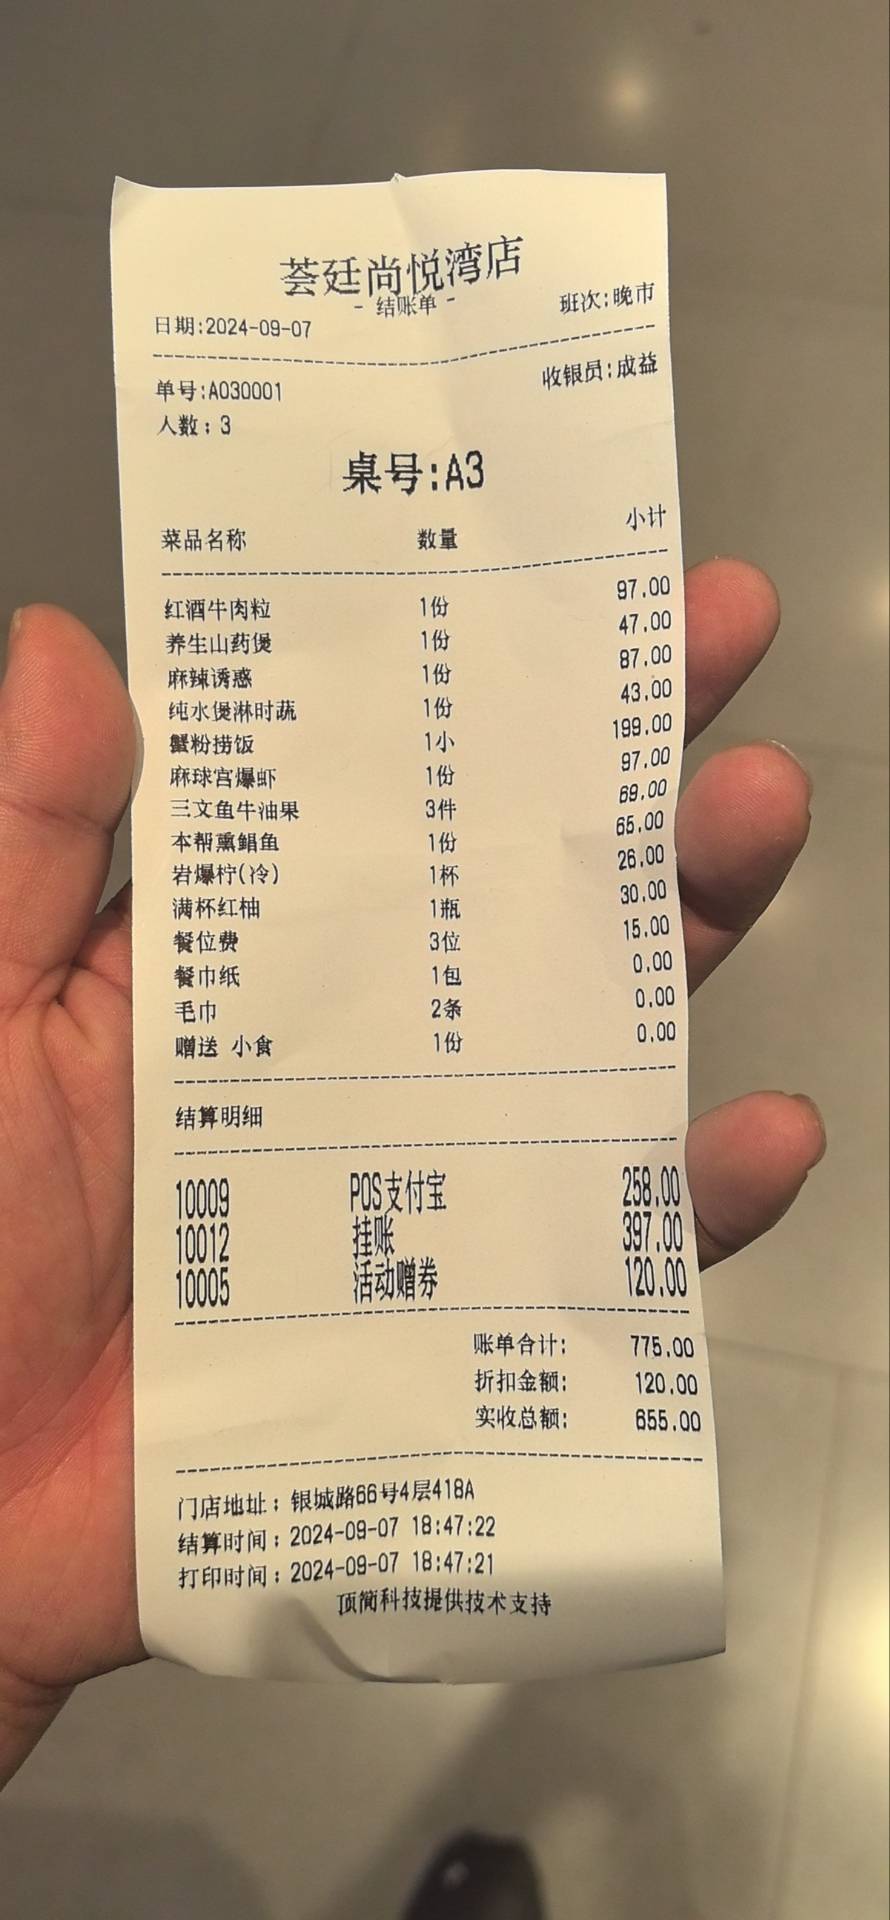 荟廷尚悦湾店
- 结账单 -
日期:2024-09-07 班次:晚市
单号:A030001 收银员:成益
人数：3
桌号:A3
菜品名称 数量 小计
红酒牛肉粒 1份 97.00
养生山药煲 1份 47.00
麻辣诱惑 1份 87.00
纯水煲淋时蔬 1份 43.00
蟹粉捞饭 1小 199.00
麻球宫爆虾 1份 97.00
三文鱼牛油果 3件 69.00
本帮熏鲳鱼 1份 65.00
岩爆柠(冷) 1杯 26.00
满杯红柚 1瓶 30.00
餐位费 3位 15.00
餐巾纸 1包 0.00
毛巾 2条 0.00
赠送 小食 1份 0.00
结算明细
10009 POS支付宝 258.00
10012 挂账 397.00
10005 活动赠券 120.00
账单合计: 775.00
折扣金额: 120.00
实收总额: 655.00
门店地址：银城路66号4层418A
结算时间：2024-09-07 18:47:22
打印时间：2024-09-07 18:47:21
顶简科技提供技术支持